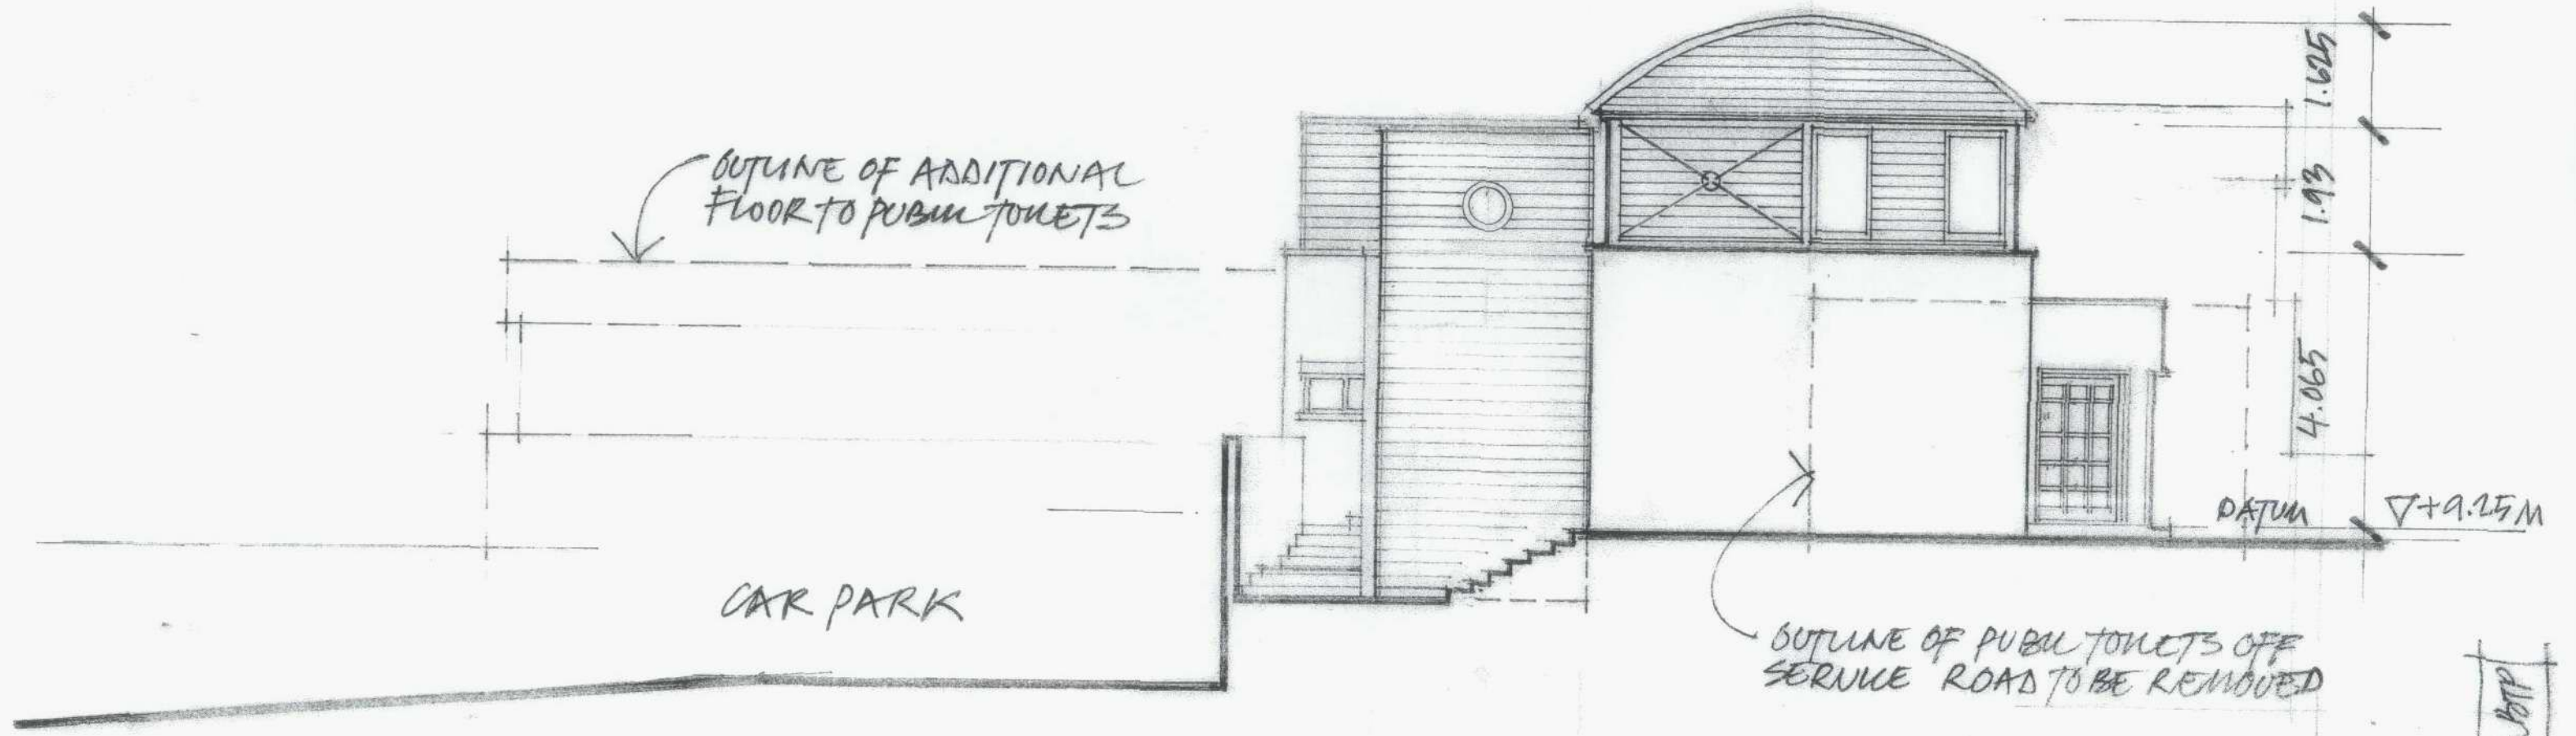 OUTLINE OF ADDITIONAL
FLOOR TO PUBLIC TOILETS
1.625
1.93
4.065
DATUM ▽+9.25M
CAR PARK
OUTLINE OF PUBLIC TOILETS OFF
SERVICE ROAD TO BE REMOVED